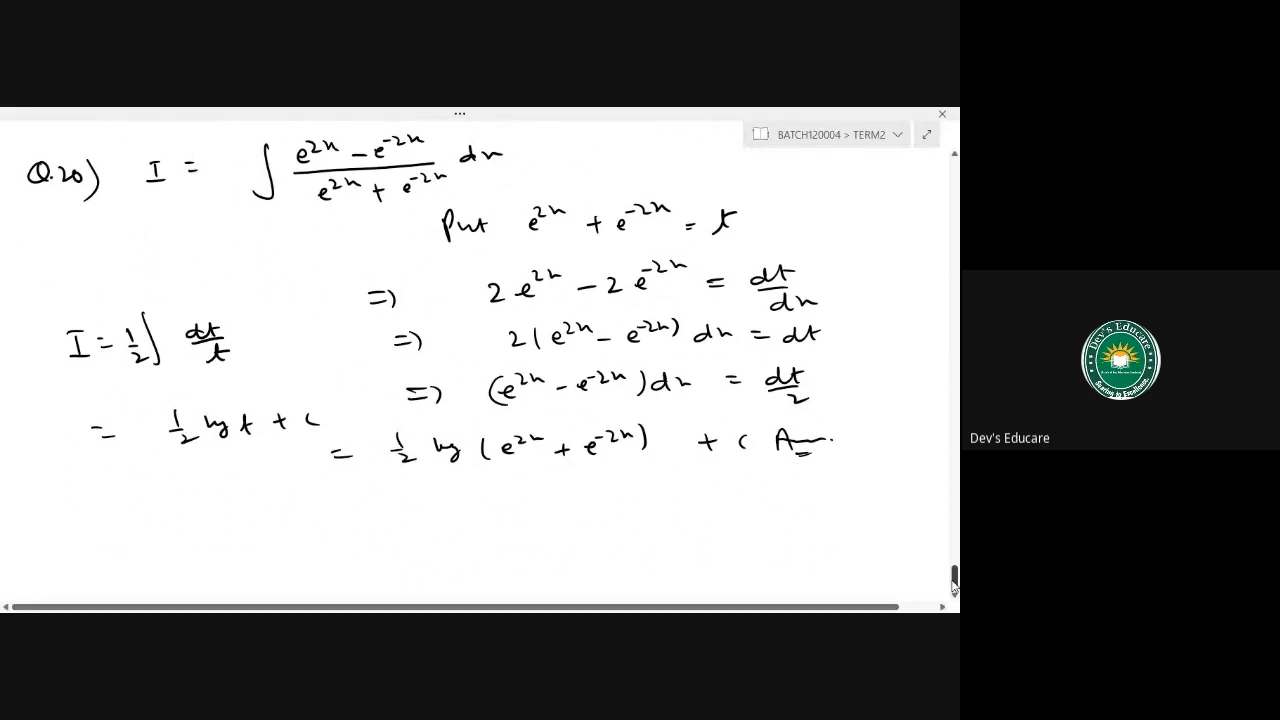 ...
BATCH120004 > TERM2
Q.20) I = ∫ (e^{2x} - e^{-2x})/(e^{2x} + e^{-2x}) dx
Put e^{2x} + e^{-2x} = t
=> 2e^{2x} - 2e^{-2x} = dt/dx
I = 1/2 ∫ dt/t => 2(e^{2x} - e^{-2x}) dx = dt
=> (e^{2x} - e^{-2x}) dx = dt/2
= 1/2 log t + C
= 1/2 log (e^{2x} + e^{-2x}) + C Ans.
Dev's Educare
Dev's Educare